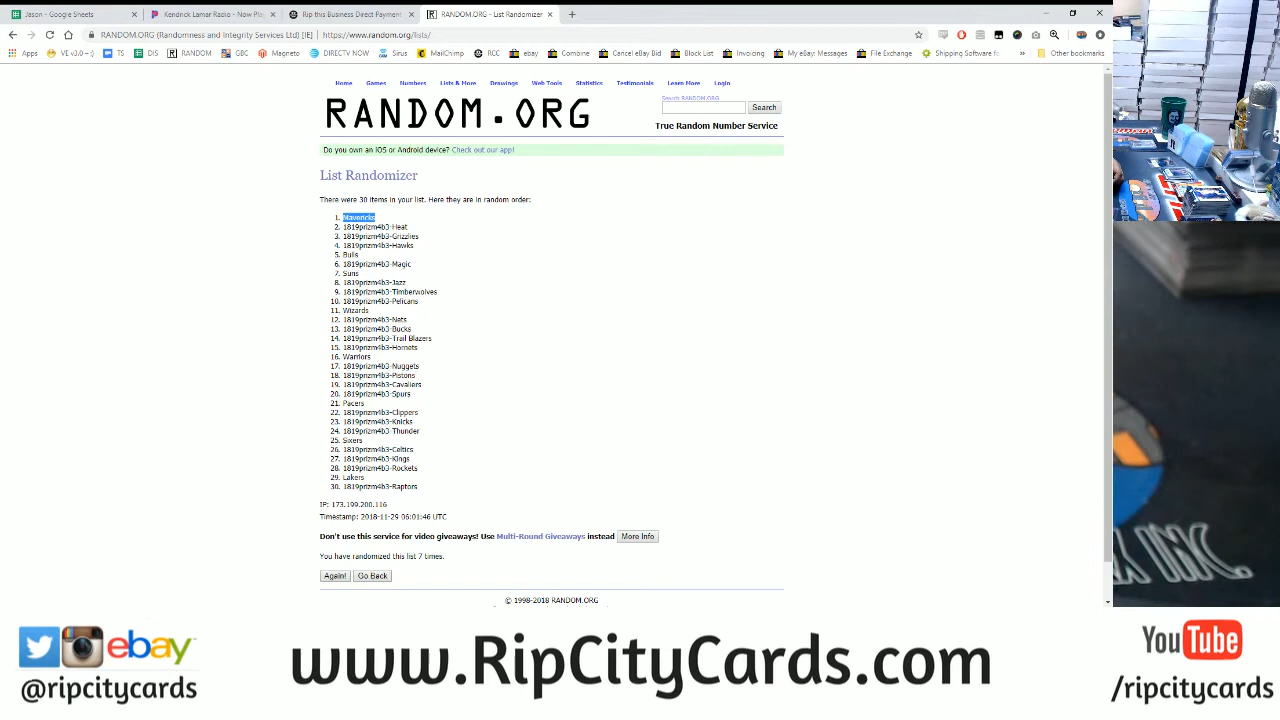 Jason - Google Sheets
Kendrick Lamar Radio - Now Play
Rip this Business Direct Payment
RANDOM.ORG - List Randomizer
RANDOM.ORG (Randomness and Integrity Services Ltd) [IE] | https://www.random.org/lists/
Apps VE v3.0 ~ :) TS DIS RANDOM GBC Magneto DIRECTV NOW Sirus MailChimp RCC ebay Combine Cancel eBay Bid Block List Invoicing My eBay: Messages File Exchange Shipping Software fo » Other bookmarks
Home Games Numbers Lists & More Drawings Web Tools Statistics Testimonials Learn More Login
Search RANDOM.ORG
RANDOM.ORG
Search
True Random Number Service
Do you own an iOS or Android device? Check out our app!
List Randomizer
There were 30 items in your list. Here they are in random order:
1. Mavericks
2. 1819prizm4b3-Heat
3. 1819prizm4b3-Grizzlies
4. 1819prizm4b3-Hawks
5. Bulls
6. 1819prizm4b3-Magic
7. Suns
8. 1819prizm4b3-Jazz
9. 1819prizm4b3-Timberwolves
10. 1819prizm4b3-Pelicans
11. Wizards
12. 1819prizm4b3-Nets
13. 1819prizm4b3-Bucks
14. 1819prizm4b3-Trail Blazers
15. 1819prizm4b3-Hornets
16. Warriors
17. 1819prizm4b3-Nuggets
18. 1819prizm4b3-Pistons
19. 1819prizm4b3-Cavaliers
20. 1819prizm4b3-Spurs
21. Pacers
22. 1819prizm4b3-Clippers
23. 1819prizm4b3-Knicks
24. 1819prizm4b3-Thunder
25. Sixers
26. 1819prizm4b3-Celtics
27. 1819prizm4b3-Kings
28. 1819prizm4b3-Rockets
29. Lakers
30. 1819prizm4b3-Raptors
IP: 173.199.200.116
Timestamp: 2018-11-29 06:01:46 UTC
Don't use this service for video giveaways! Use Multi-Round Giveaways instead More Info
You have randomized this list 7 times.
Again! Go Back
© 1998-2018 RANDOM.ORG
INC.
ebay
@ripcitycards
www.RipCityCards.com
YouTube
/ripcitycards